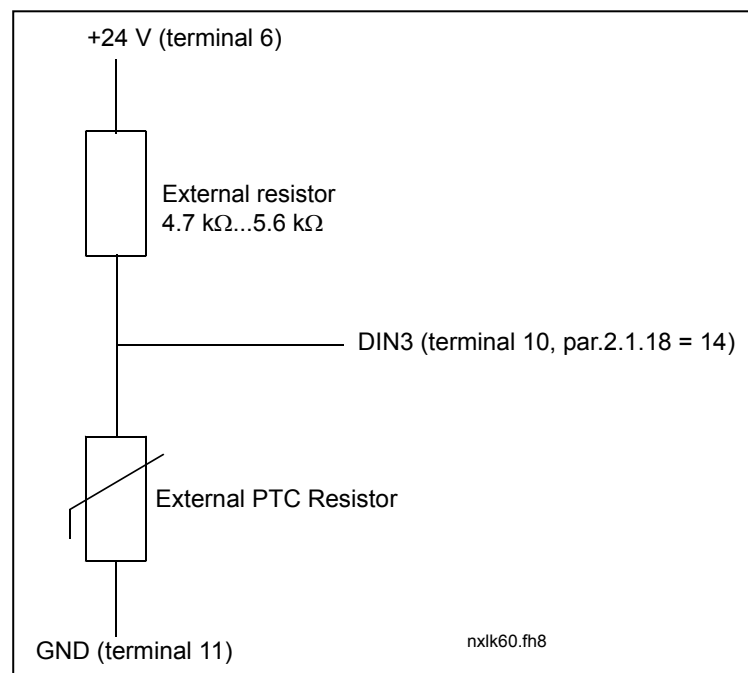 +24 V (terminal 6)
External resistor
4.7 kΩ...5.6 kΩ
DIN3 (terminal 10, par.2.1.18 = 14)
External PTC Resistor
GND (terminal 11)
nxlk60.fh8